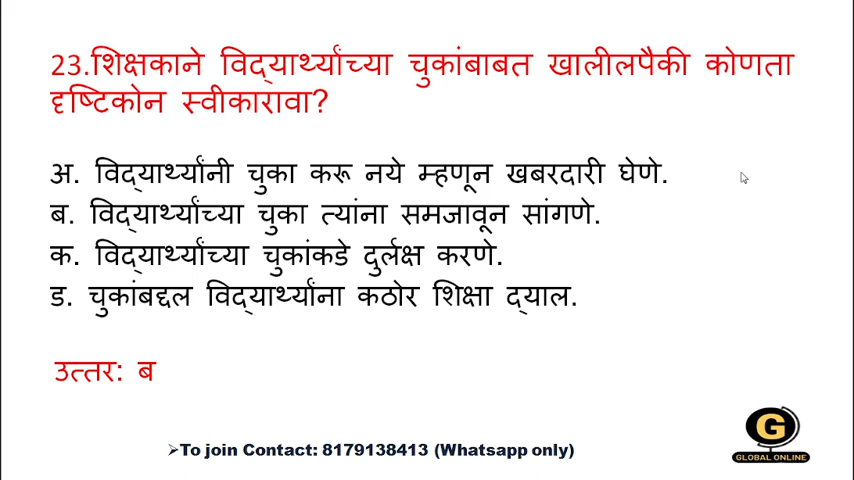 23.शिक्षकाने विद्यार्थ्यांच्या चुकांबाबत खालीलपैकी कोणता
दृष्टिकोन स्वीकारावा?
अ. विद्यार्थ्यांनी चुका करू नये म्हणून खबरदारी घेणे.
ब. विद्यार्थ्यांच्या चुका त्यांना समजावून सांगणे.
क. विद्यार्थ्यांच्या चुकांकडे दुर्लक्ष करणे.
ड. चुकांबद्दल विद्यार्थ्यांना कठोर शिक्षा द्याल.
उत्तर: ब
➢To join Contact: 8179138413 (Whatsapp only)
G
GLOBAL ONLINE